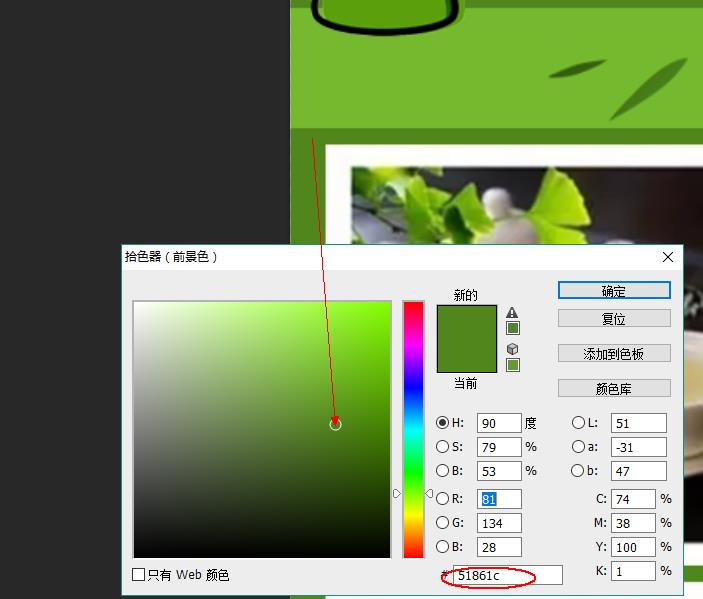 拾色器（前景色）
新的
当前
确定
复位
添加到色板
颜色库
H: 90 度
S: 79 %
B: 53 %
R: 81
G: 134
B: 28
L: 51
a: -31
b: 47
C: 74 %
M: 38 %
Y: 100 %
K: 1 %
# 51861c
只有 Web 颜色